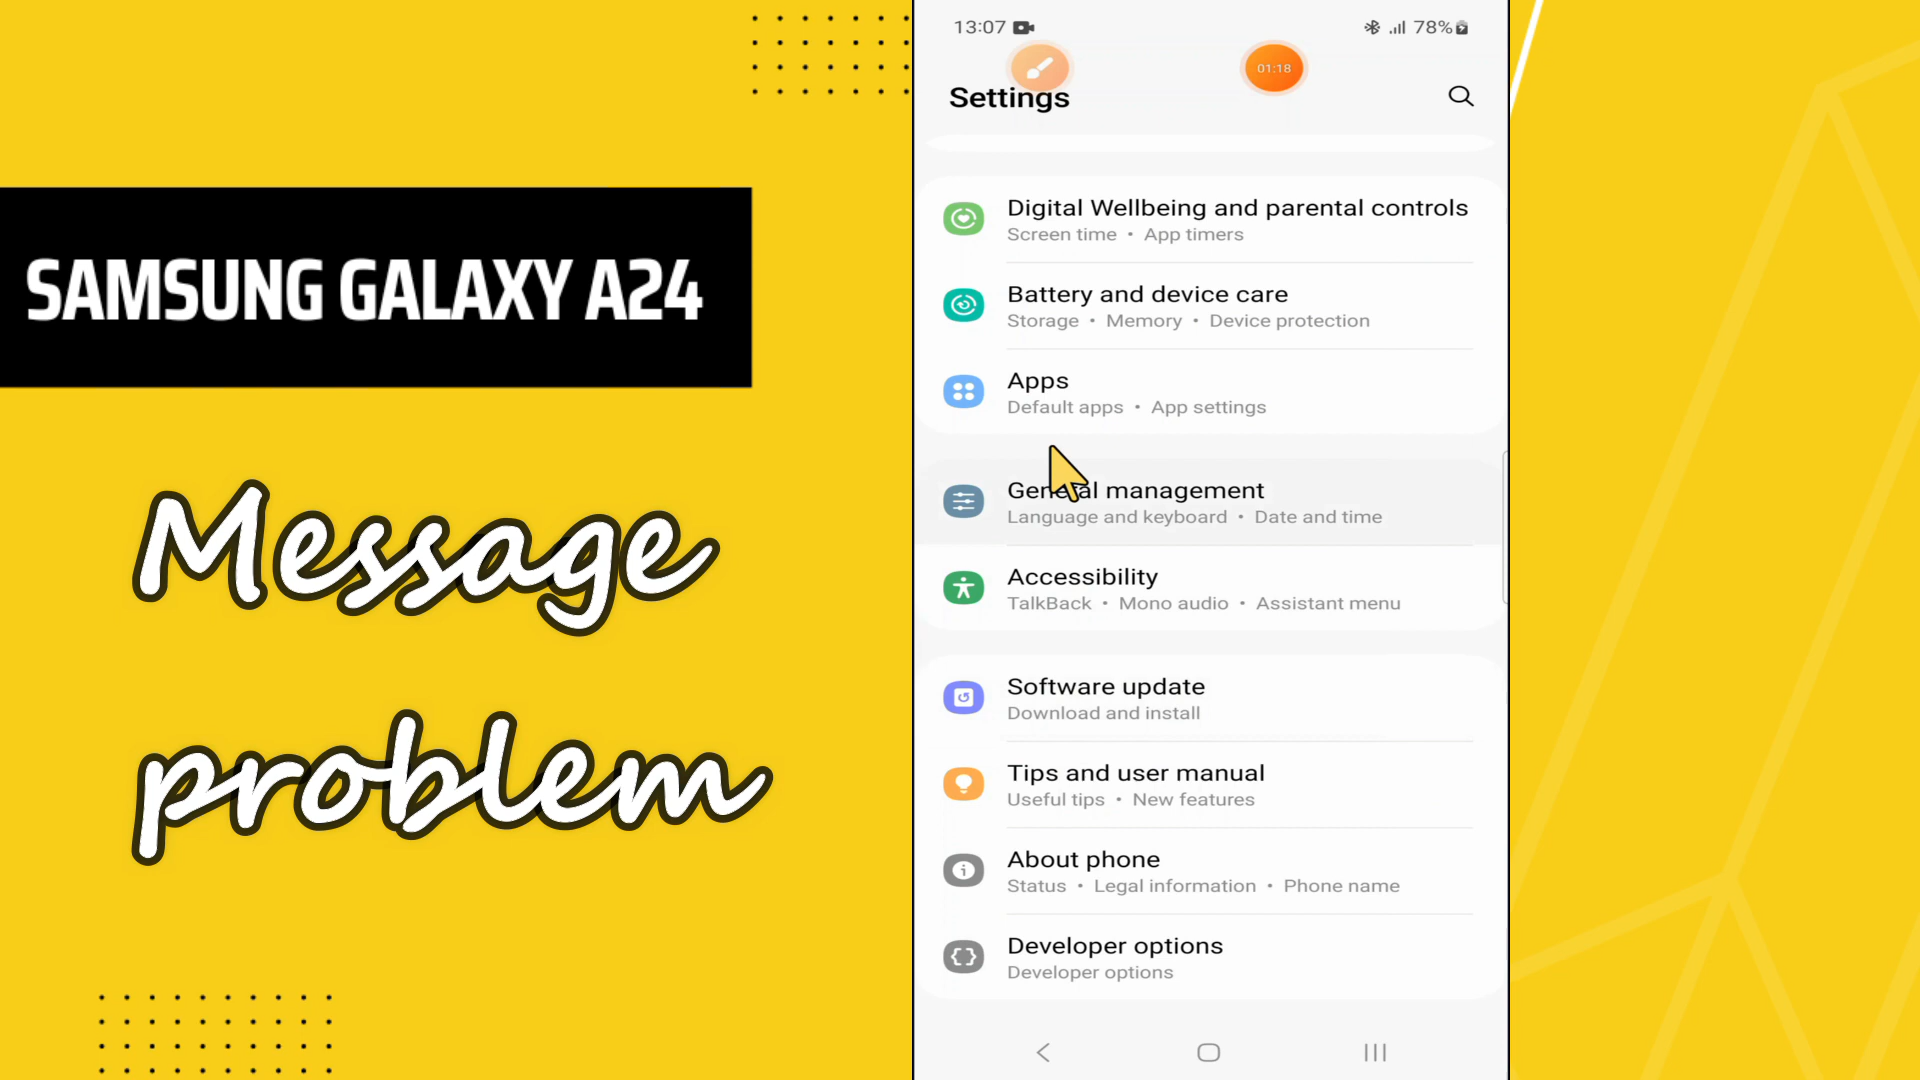 SAMSUNG GALAXY A24
Message
problem
13:07
78%
01:18
Settings
Digital Wellbeing and parental controls
Screen time • App timers
Battery and device care
Storage • Memory • Device protection
Apps
Default apps • App settings
General management
Language and keyboard • Date and time
Accessibility
TalkBack • Mono audio • Assistant menu
Software update
Download and install
Tips and user manual
Useful tips • New features
About phone
Status • Legal information • Phone name
Developer options
Developer options